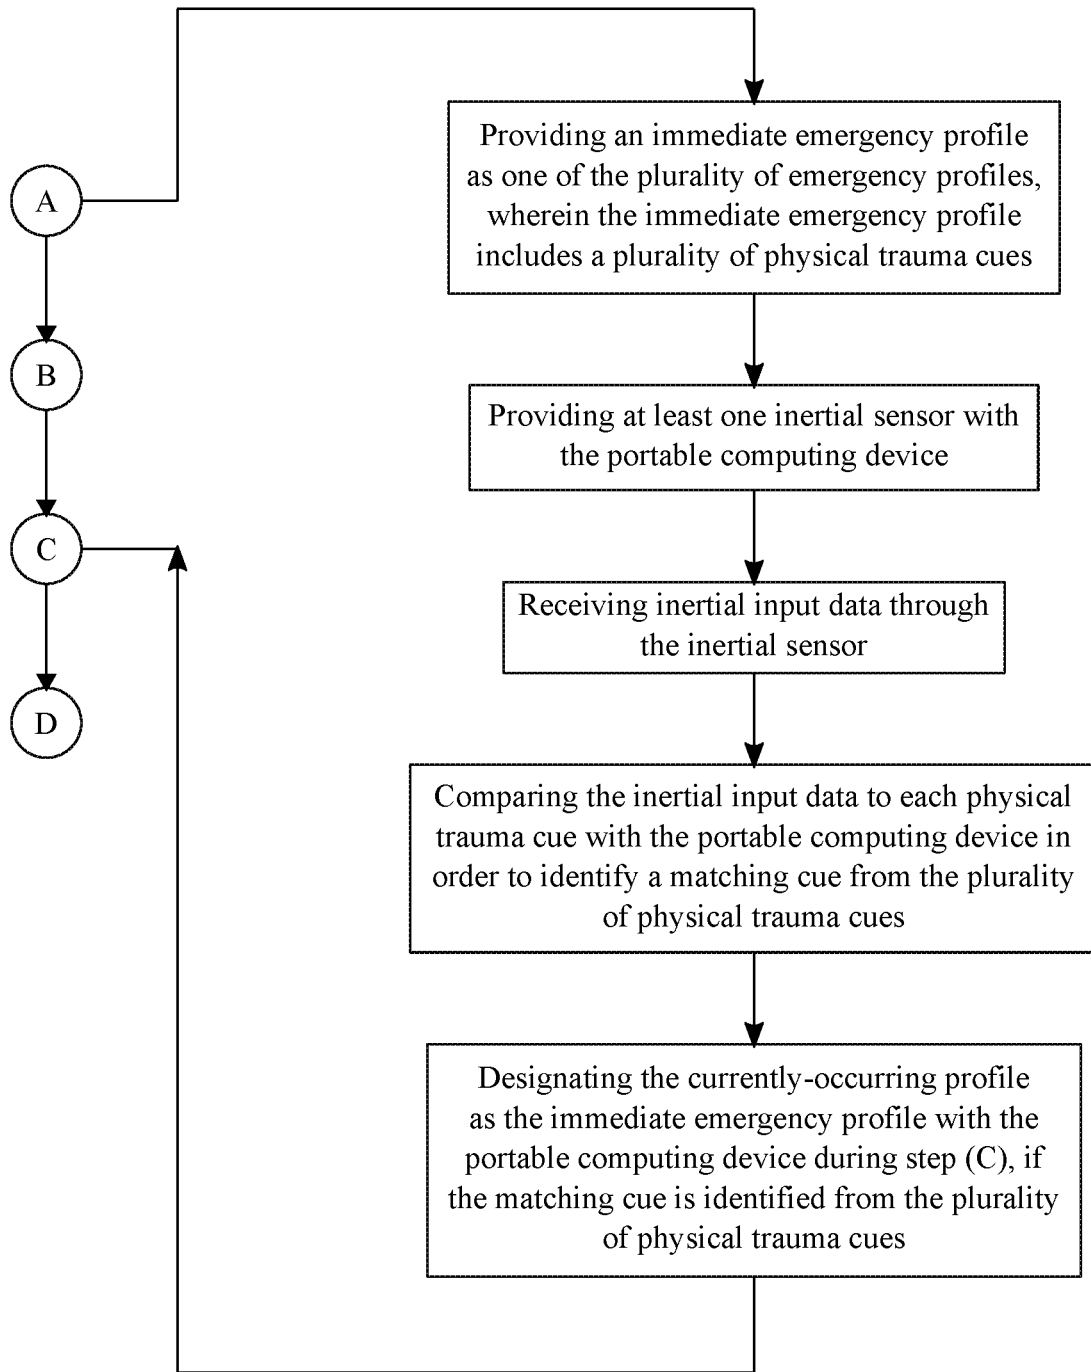 A
B
C
D
Providing an immediate emergency profile
as one of the plurality of emergency profiles,
wherein the immediate emergency profile
includes a plurality of physical trauma cues
Providing at least one inertial sensor with
the portable computing device
Receiving inertial input data through
the inertial sensor
Comparing the inertial input data to each physical
trauma cue with the portable computing device in
order to identify a matching cue from the plurality
of physical trauma cues
Designating the currently-occurring profile
as the immediate emergency profile with the
portable computing device during step (C), if
the matching cue is identified from the plurality
of physical trauma cues